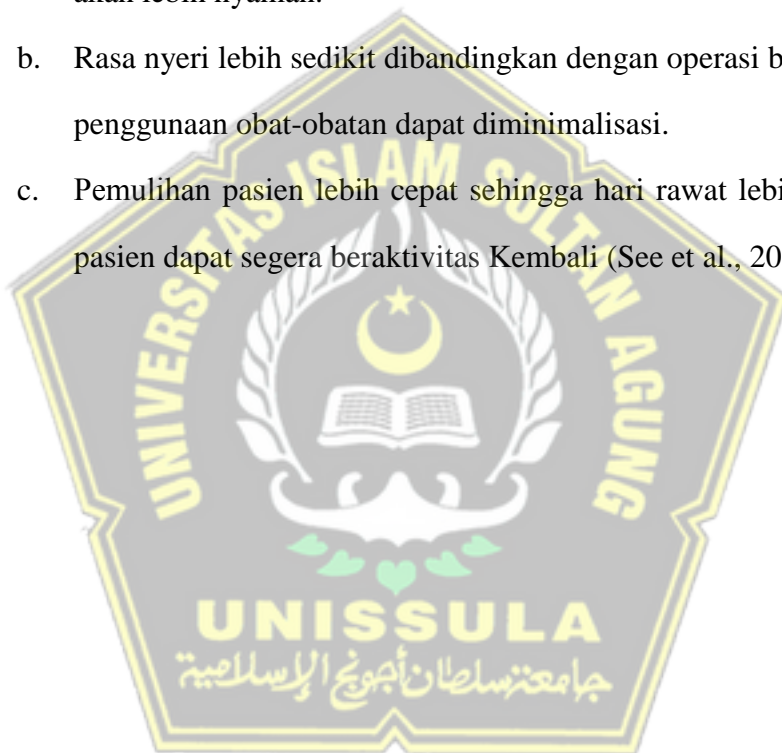 akan lebih nyaman.
b. Rasa nyeri lebih sedikit dibandingkan dengan operasi b
penggunaan obat-obatan dapat diminimalisasi.
c. Pemulihan pasien lebih cepat sehingga hari rawat lebi
pasien dapat segera beraktivitas Kembali (See et al., 20
UNIVERSITAS ISLAM SULTAN AGUNG
UNISSULA
جامعة سلطان أجونج الإسلامية